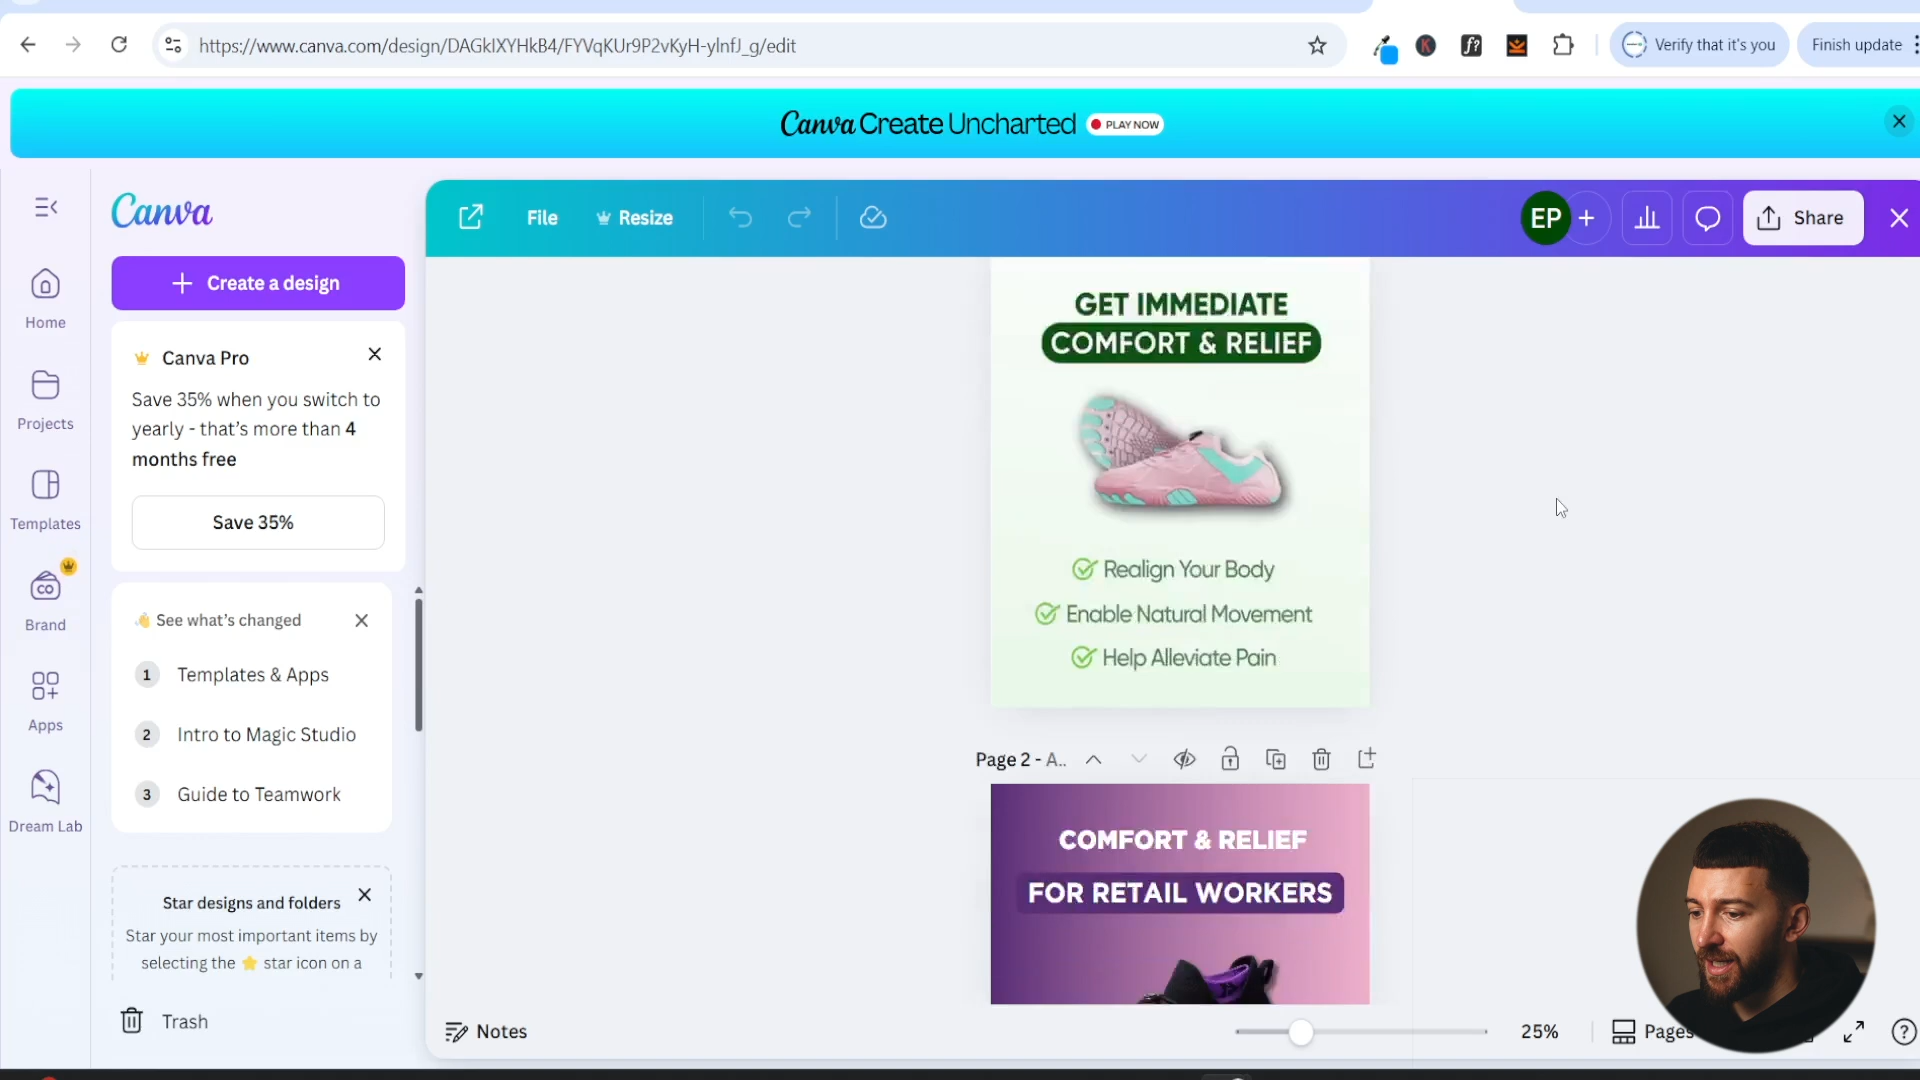 https://www.canva.com/design/DAGklXYHkB4/FYVqKUr9P2vKyH-ylnfJ_g/edit
Verify that it's you
Finish update
Canva Create Uncharted
PLAY NOW
Canva
File
Resize
EP
Share
Create a design
Home
Canva Pro
Save 35% when you switch to
yearly - that's more than 4
months free
Save 35%
Projects
Templates
Brand
Apps
Dream Lab
See what's changed
1 Templates & Apps
2 Intro to Magic Studio
3 Guide to Teamwork
Star designs and folders
Star your most important items by
selecting the star icon on a
Trash
GET IMMEDIATE
COMFORT & RELIEF
Realign Your Body
Enable Natural Movement
Help Alleviate Pain
Page 2 - A..
COMFORT & RELIEF
FOR RETAIL WORKERS
Notes
25%
Pages